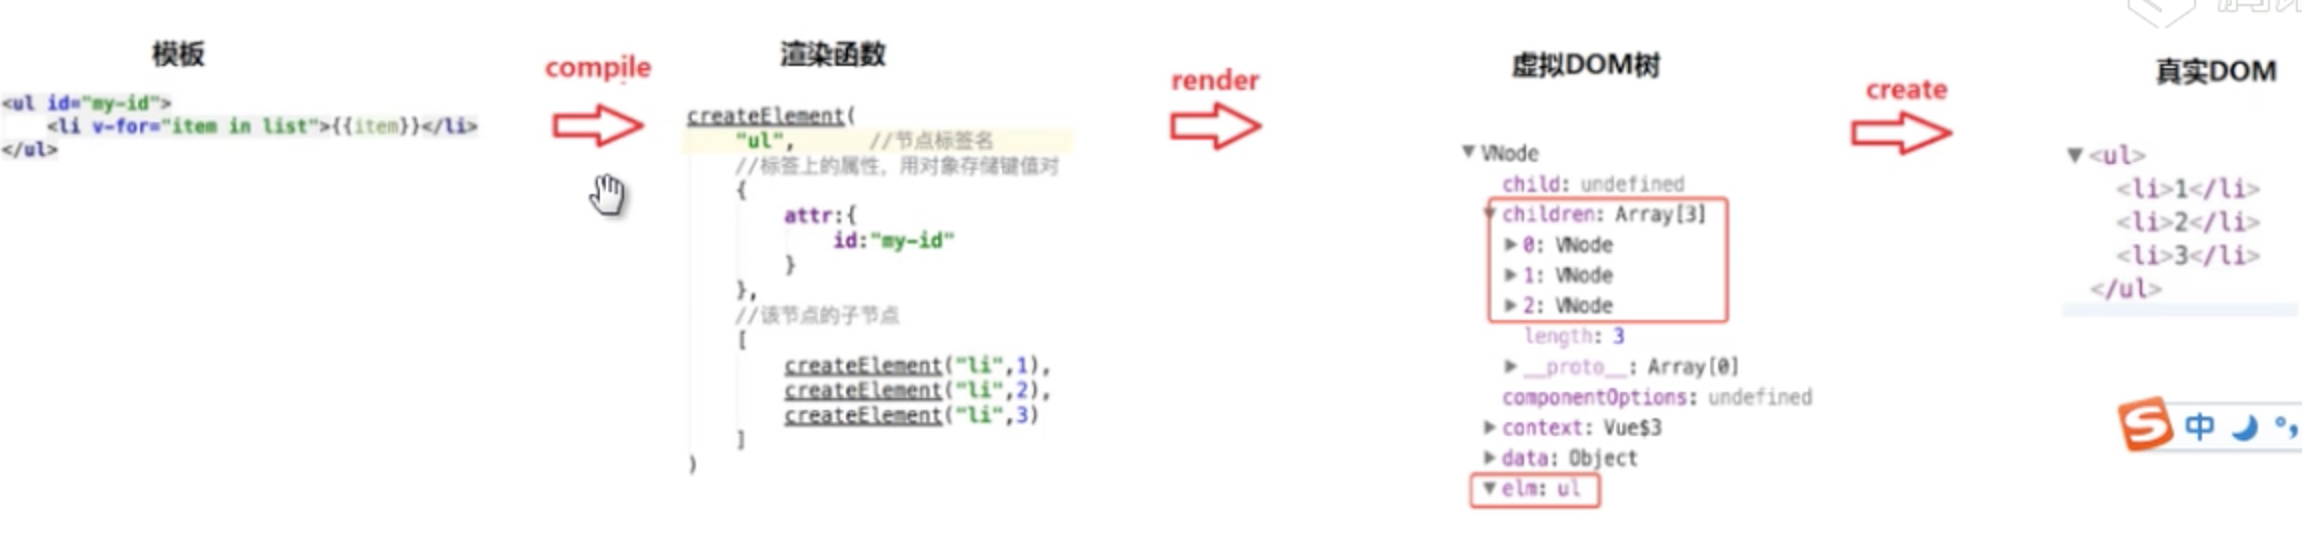 模板
<ul id="my-id">
<li v-for="item in list">{{item}}</li>
</ul>
compile
渲染函数
createElement(
"ul", //节点标签名
//标签上的属性，用对象存储键值对
{
attr:{
id:"my-id"
}
},
//该节点的子节点
[
createElement("li",1),
createElement("li",2),
createElement("li",3)
]
)
render
虚拟DOM树
▼ VNode
child: undefined
▼ children: Array[3]
▶ 0: VNode
▶ 1: VNode
▶ 2: VNode
length: 3
▶ __proto__: Array[0]
componentOptions: undefined
▶ context: Vue$3
▶ data: Object
▼ elm: ul
create
真实DOM
▼ <ul>
<li>1</li>
<li>2</li>
<li>3</li>
</ul>
S 中